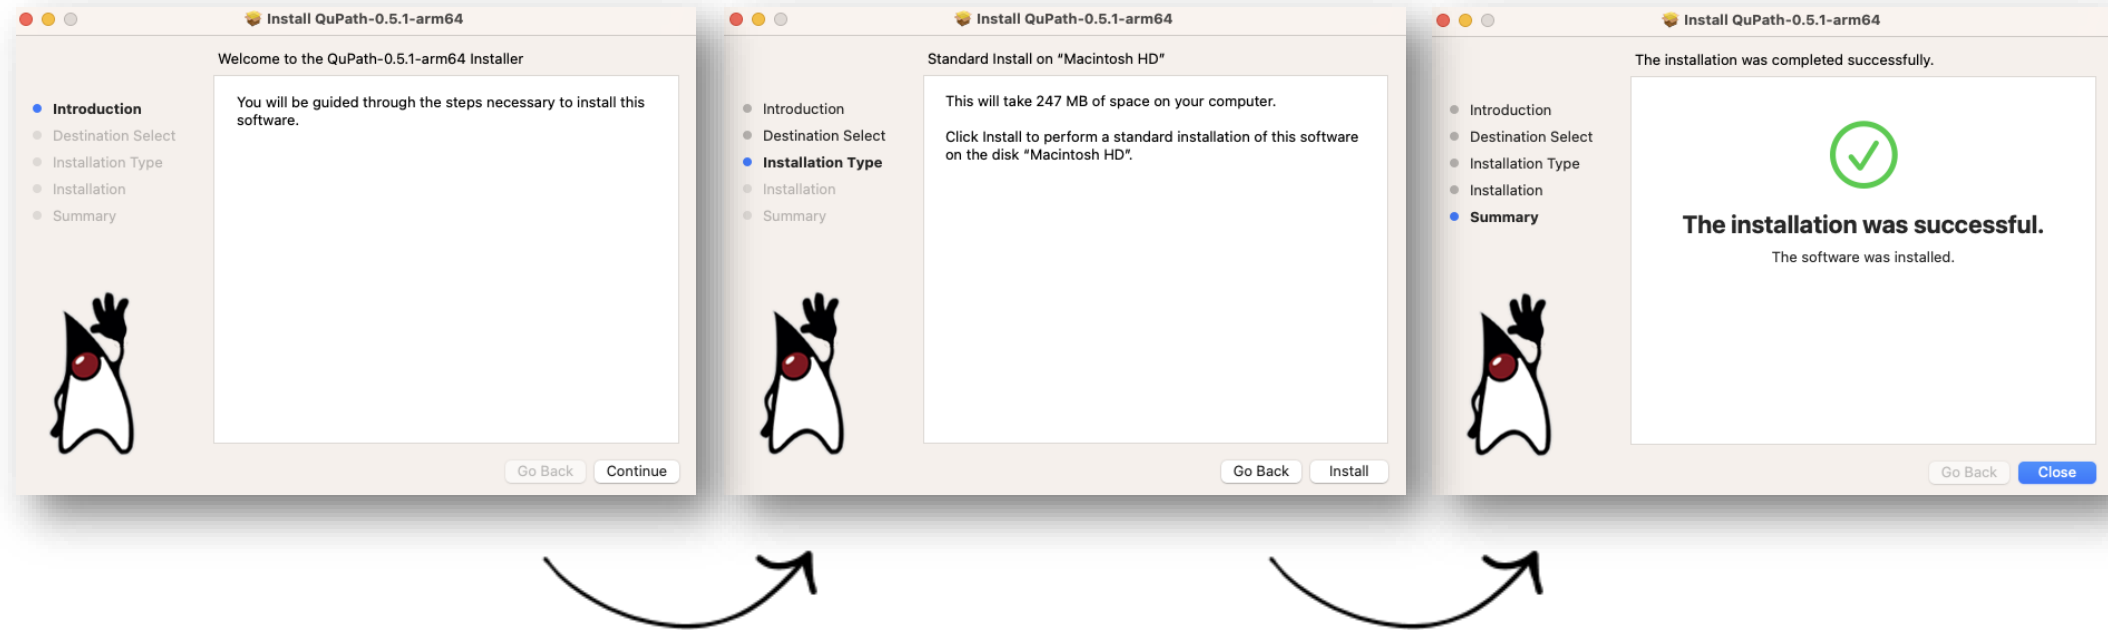 Install QuPath-0.5.1-arm64
Welcome to the QuPath-0.5.1-arm64 Installer
Introduction
Destination Select
Installation Type
Installation
Summary
You will be guided through the steps necessary to install this
software.
Go Back
Continue
Install QuPath-0.5.1-arm64
Standard Install on “Macintosh HD”
Introduction
Destination Select
Installation Type
Installation
Summary
This will take 247 MB of space on your computer.
Click Install to perform a standard installation of this software
on the disk “Macintosh HD”.
Go Back
Install
Install QuPath-0.5.1-arm64
The installation was completed successfully.
Introduction
Destination Select
Installation Type
Installation
Summary
The installation was successful.
The software was installed.
Go Back
Close